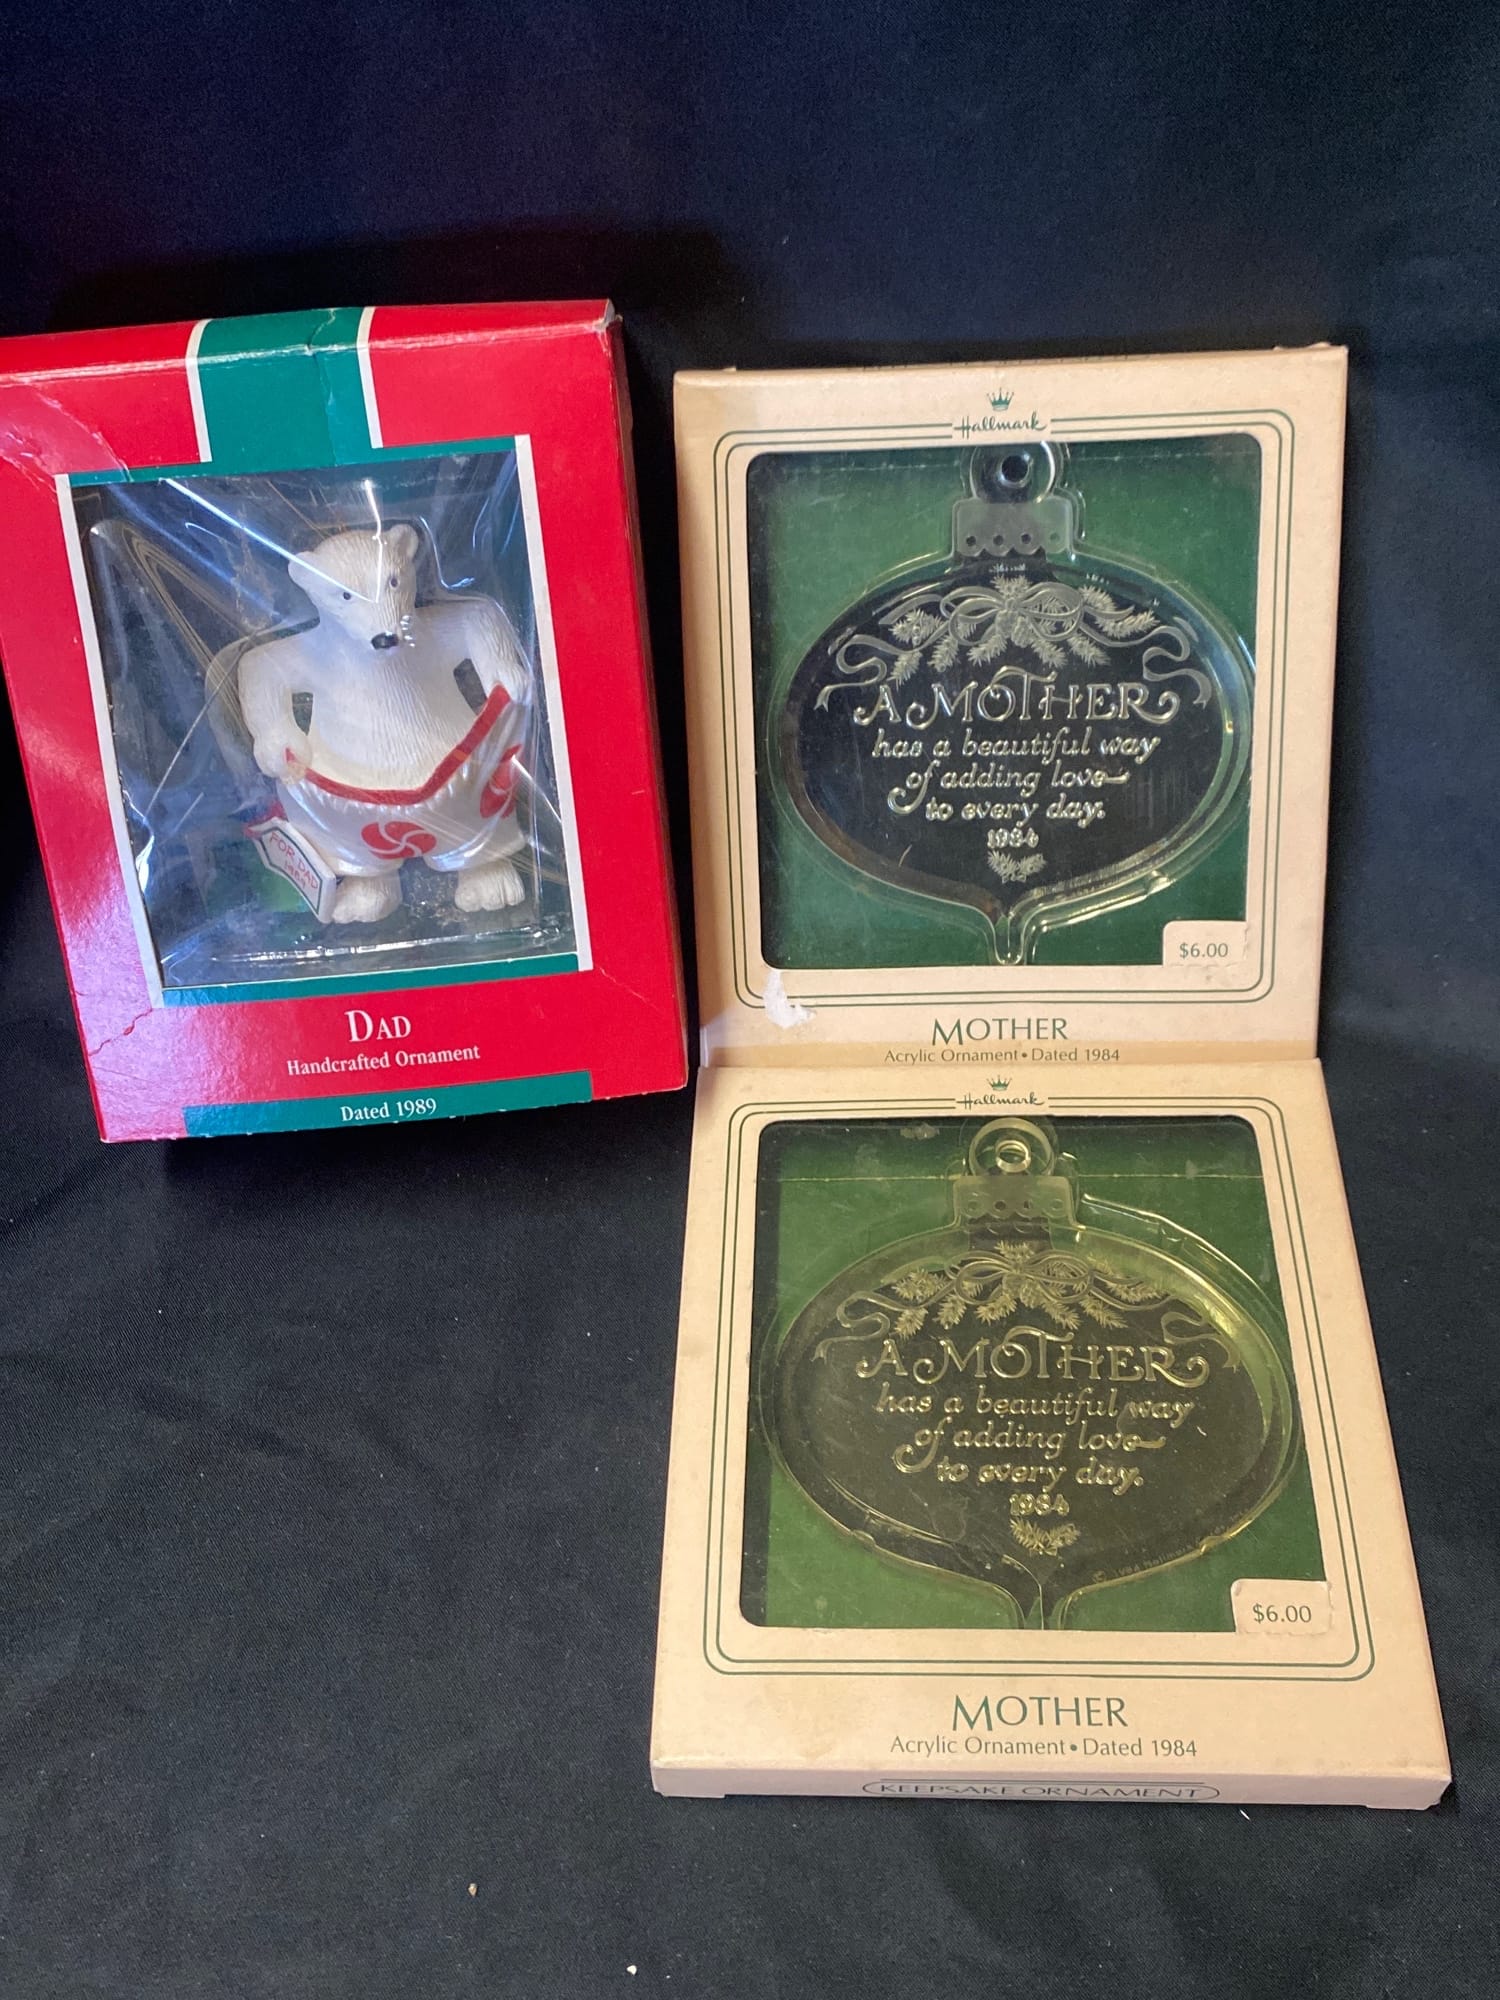 FOR DAD
DAD
Handcrafted Ornament
Dated 1989
Hallmark
A MOTHER
has a beautiful way
of adding love
to every day.
1984
$6.00
MOTHER
Acrylic Ornament • Dated 1984
Hallmark
A MOTHER
has a beautiful way
of adding love
to every day.
1984
$6.00
MOTHER
Acrylic Ornament • Dated 1984
KEEPSAKE ORNAMENT